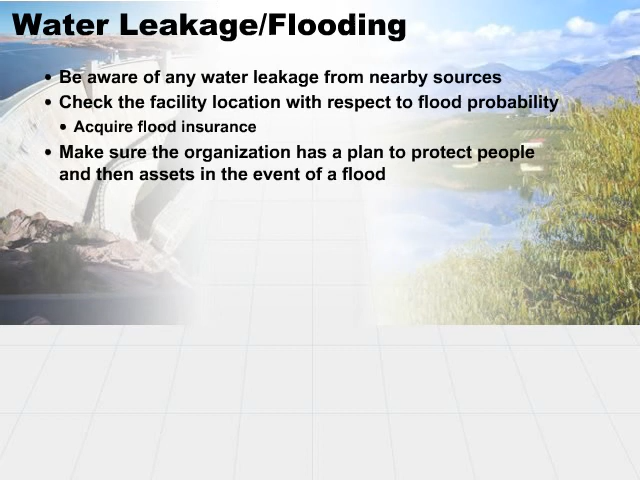 Water Leakage/Flooding
• Be aware of any water leakage from nearby sources
• Check the facility location with respect to flood probability
• Acquire flood insurance
• Make sure the organization has a plan to protect people
and then assets in the event of a flood